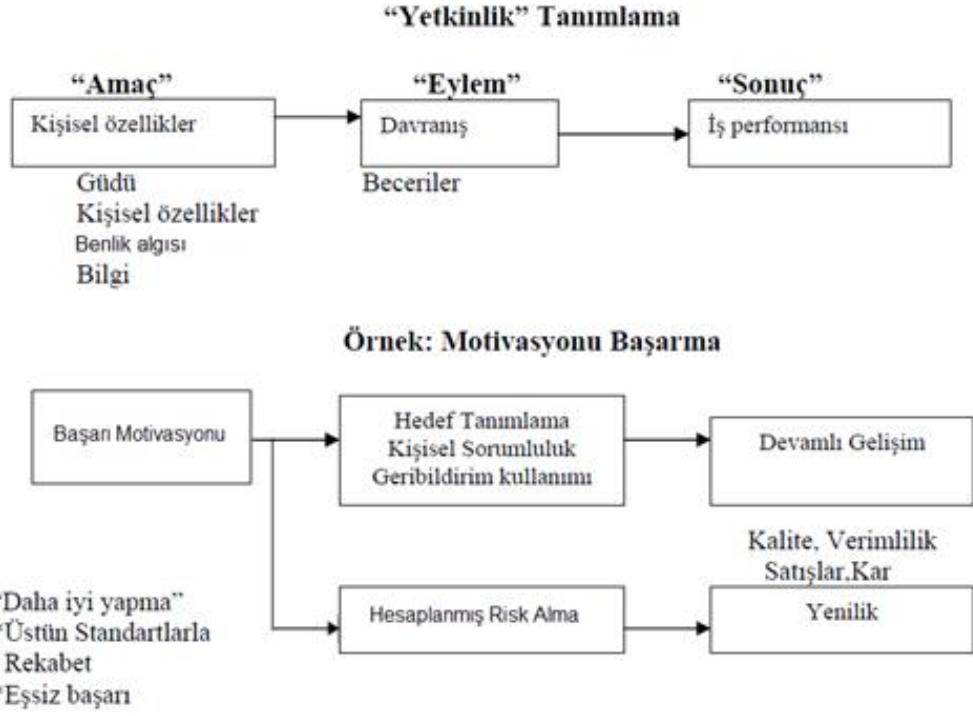 “Yetkinlik” Tanımlama
“Amaç”
“Eylem”
“Sonuç”
Kişisel özellikler
Davranış
İş performansı
Güdü
Kişisel özellikler
Benlik algısı
Bilgi
Beceriler
Örnek: Motivasyonu Başarma
Başarı Motivasyonu
Hedef Tanımlama
Kişisel Sorumluluk
Geribildirim kullanımı
Devamlı Gelişim
Kalite, Verimlilik
Satışlar,Kar
“Daha iyi yapma”
“Üstün Standartlarla
Rekabet
“Eşsiz başarı
Hesaplanmış Risk Alma
Yenilik